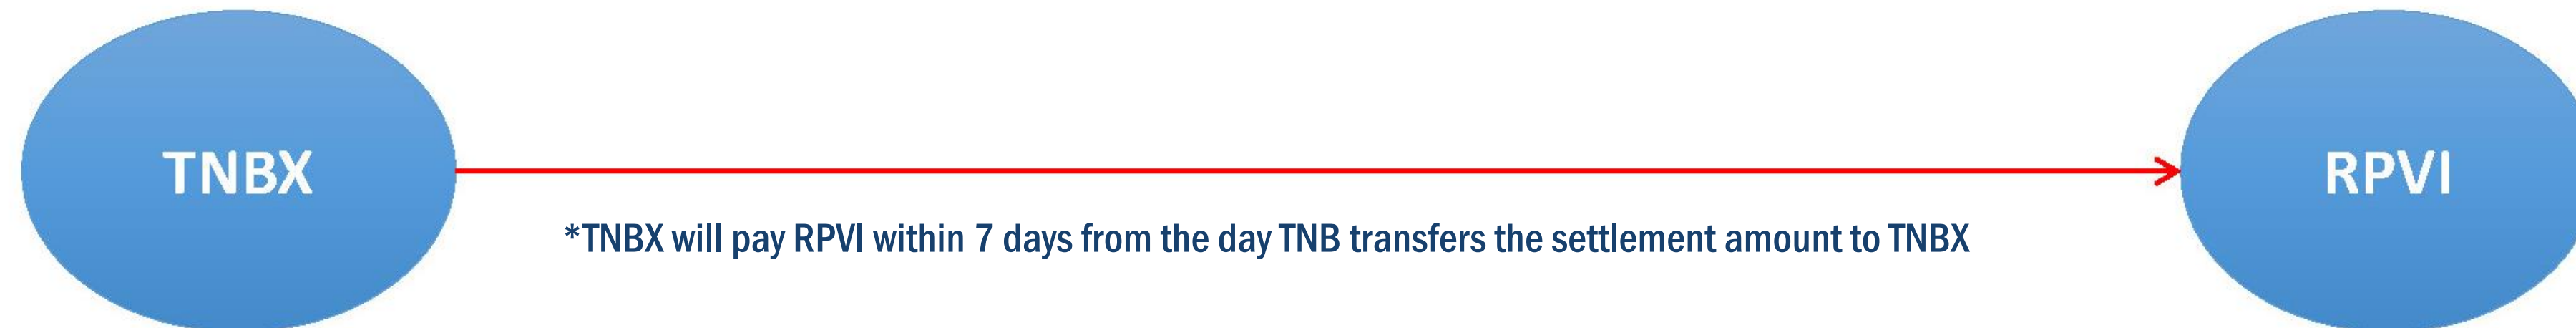 TNBX
RPVI
*TNBX will pay RPVI within 7 days from the day TNB transfers the settlement amount to TNBX